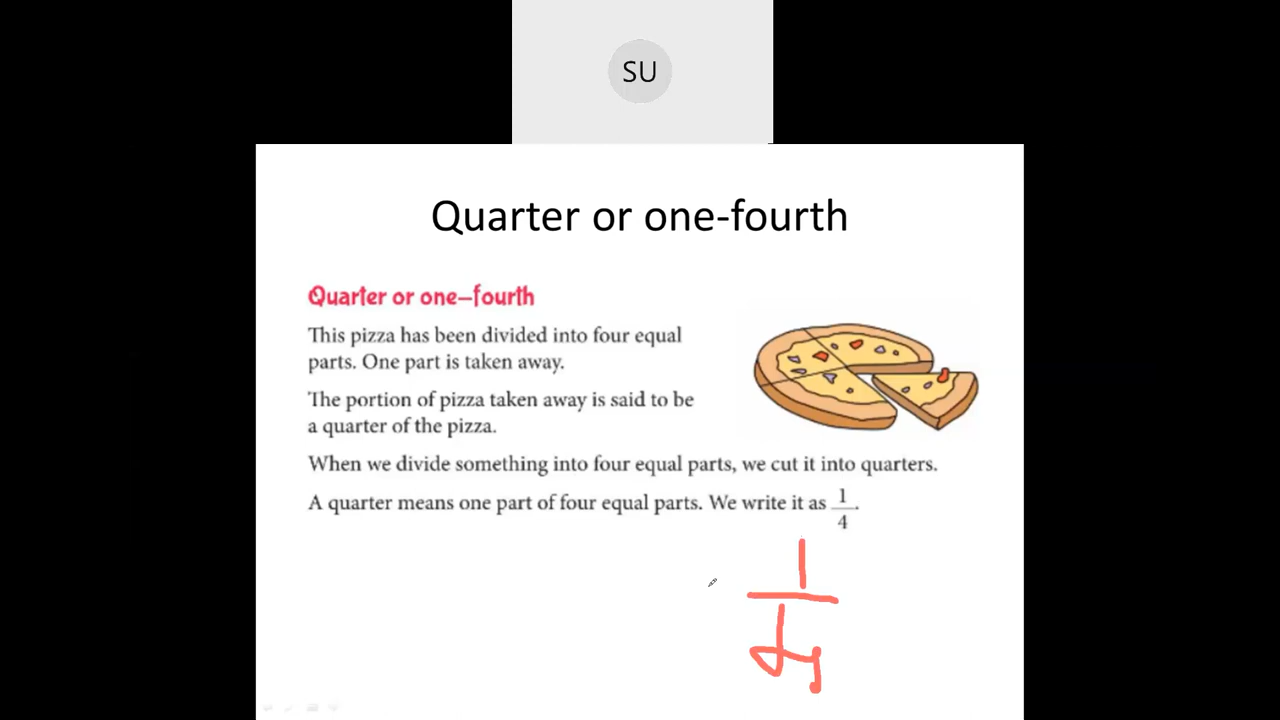 SU
Quarter or one-fourth
Quarter or one–fourth
This pizza has been divided into four equal
parts. One part is taken away.
The portion of pizza taken away is said to be
a quarter of the pizza.
When we divide something into four equal parts, we cut it into quarters.
A quarter means one part of four equal parts. We write it as 1/4.
1
4